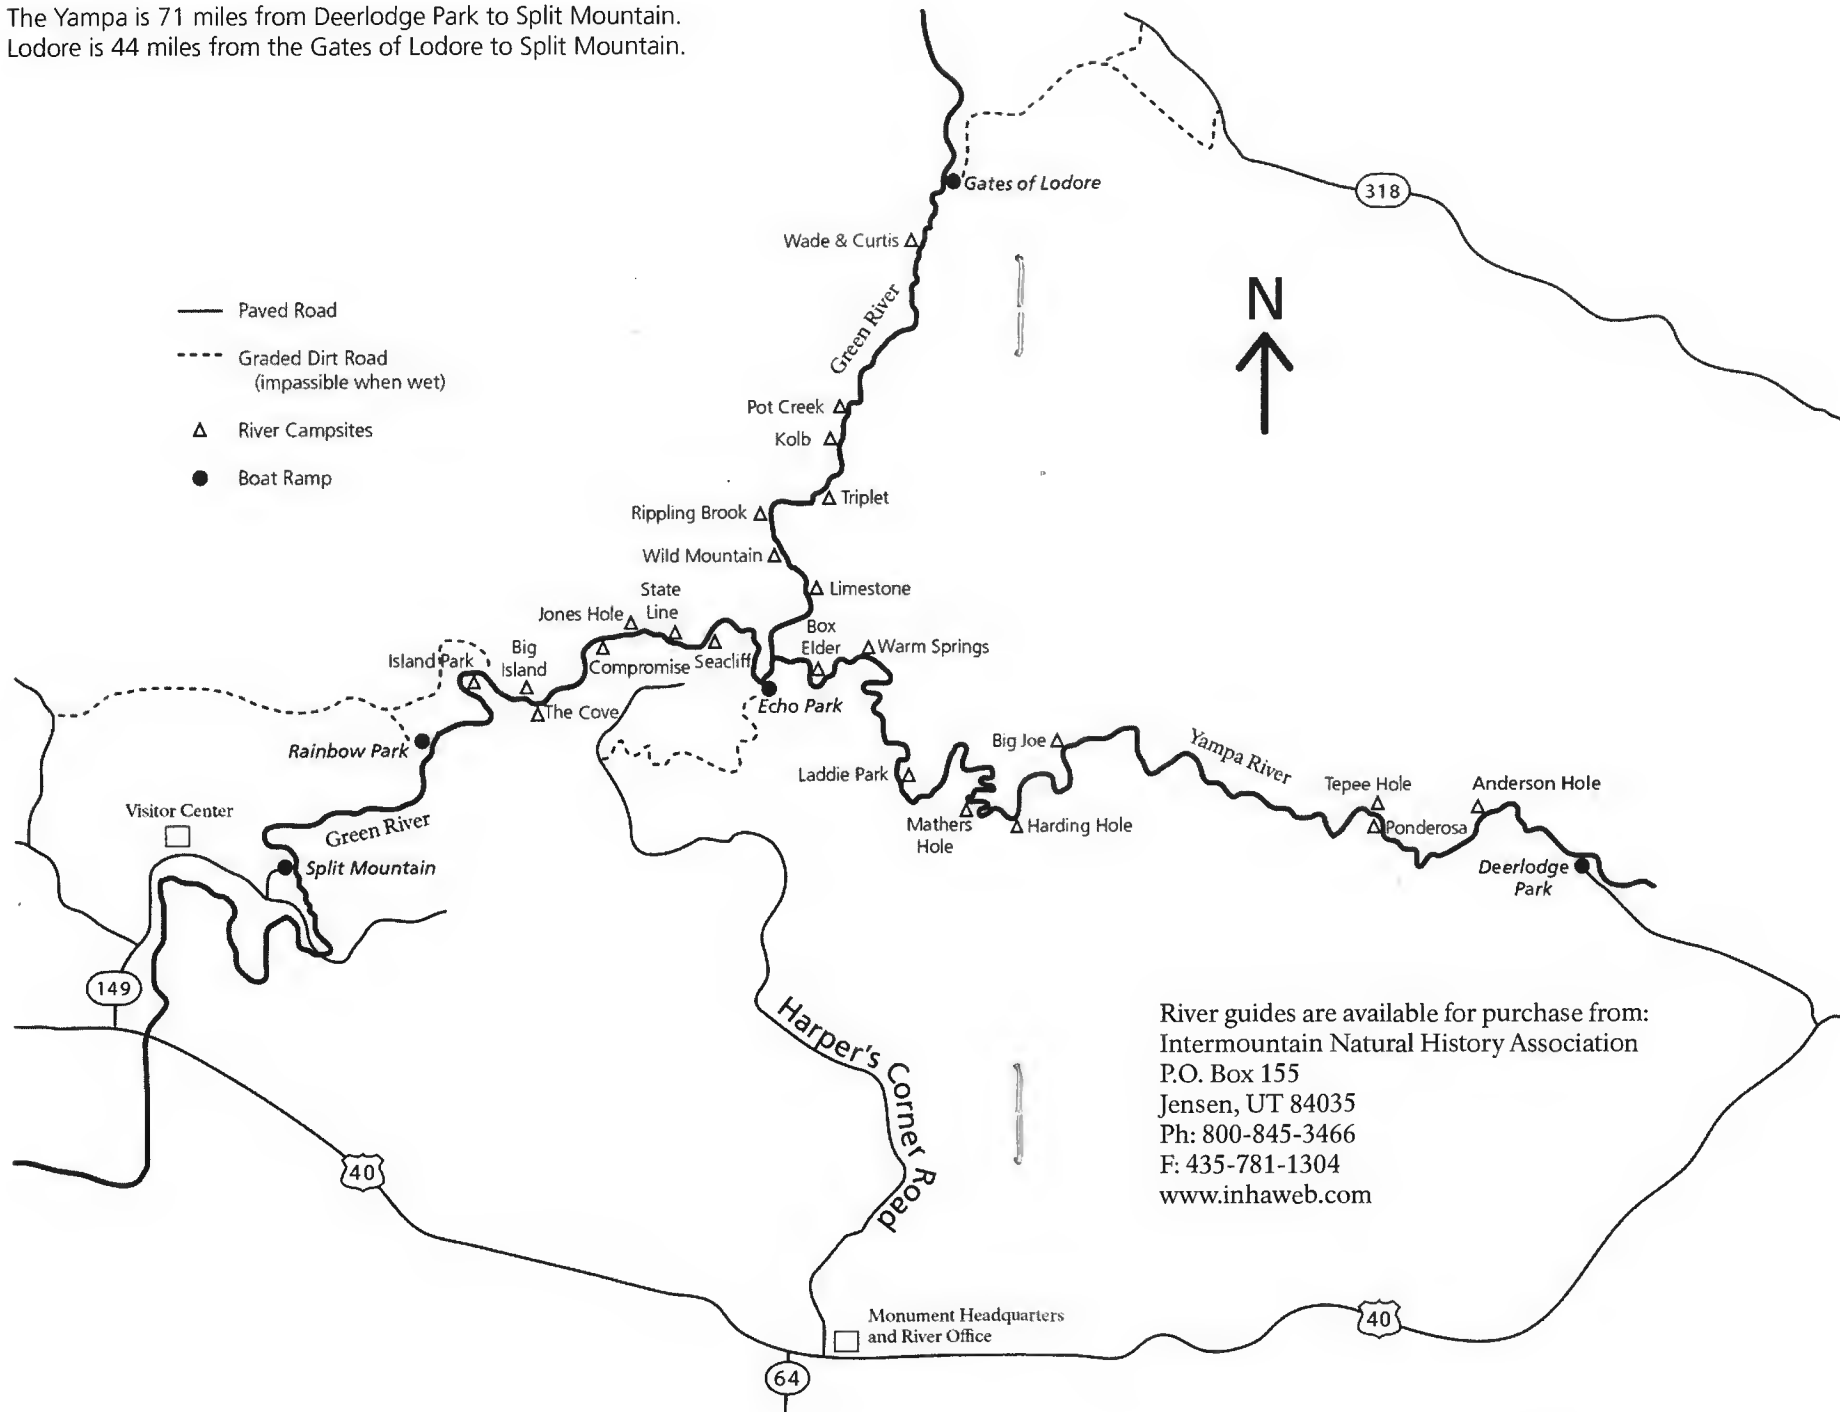 The Yampa is 71 miles from Deerlodge Park to Split Mountain.
Lodore is 44 miles from the Gates of Lodore to Split Mountain.
Gates of Lodore
318
Wade & Curtis
N
Green River
Paved Road
Graded Dirt Road
(impassible when wet)
River Campsites
Boat Ramp
Pot Creek
Kolb
Triplet
Rippling Brook
Wild Mountain
Limestone
State
Line
Jones Hole
Box
Elder
Warm Springs
Big
Island
Island Park
Compromise
Seacliff
Echo Park
The Cove
Rainbow Park
Big Joe
Yampa River
Laddie Park
Tepee Hole
Anderson Hole
Visitor Center
Green River
Mathers
Hole
Harding Hole
Ponderosa
Split Mountain
Deerlodge
Park
149
Harper's Corner Road
River guides are available for purchase from:
Intermountain Natural History Association
P.O. Box 155
Jensen, UT 84035
Ph: 800-845-3466
F: 435-781-1304
www.inhaweb.com
40
Monument Headquarters
and River Office
40
64